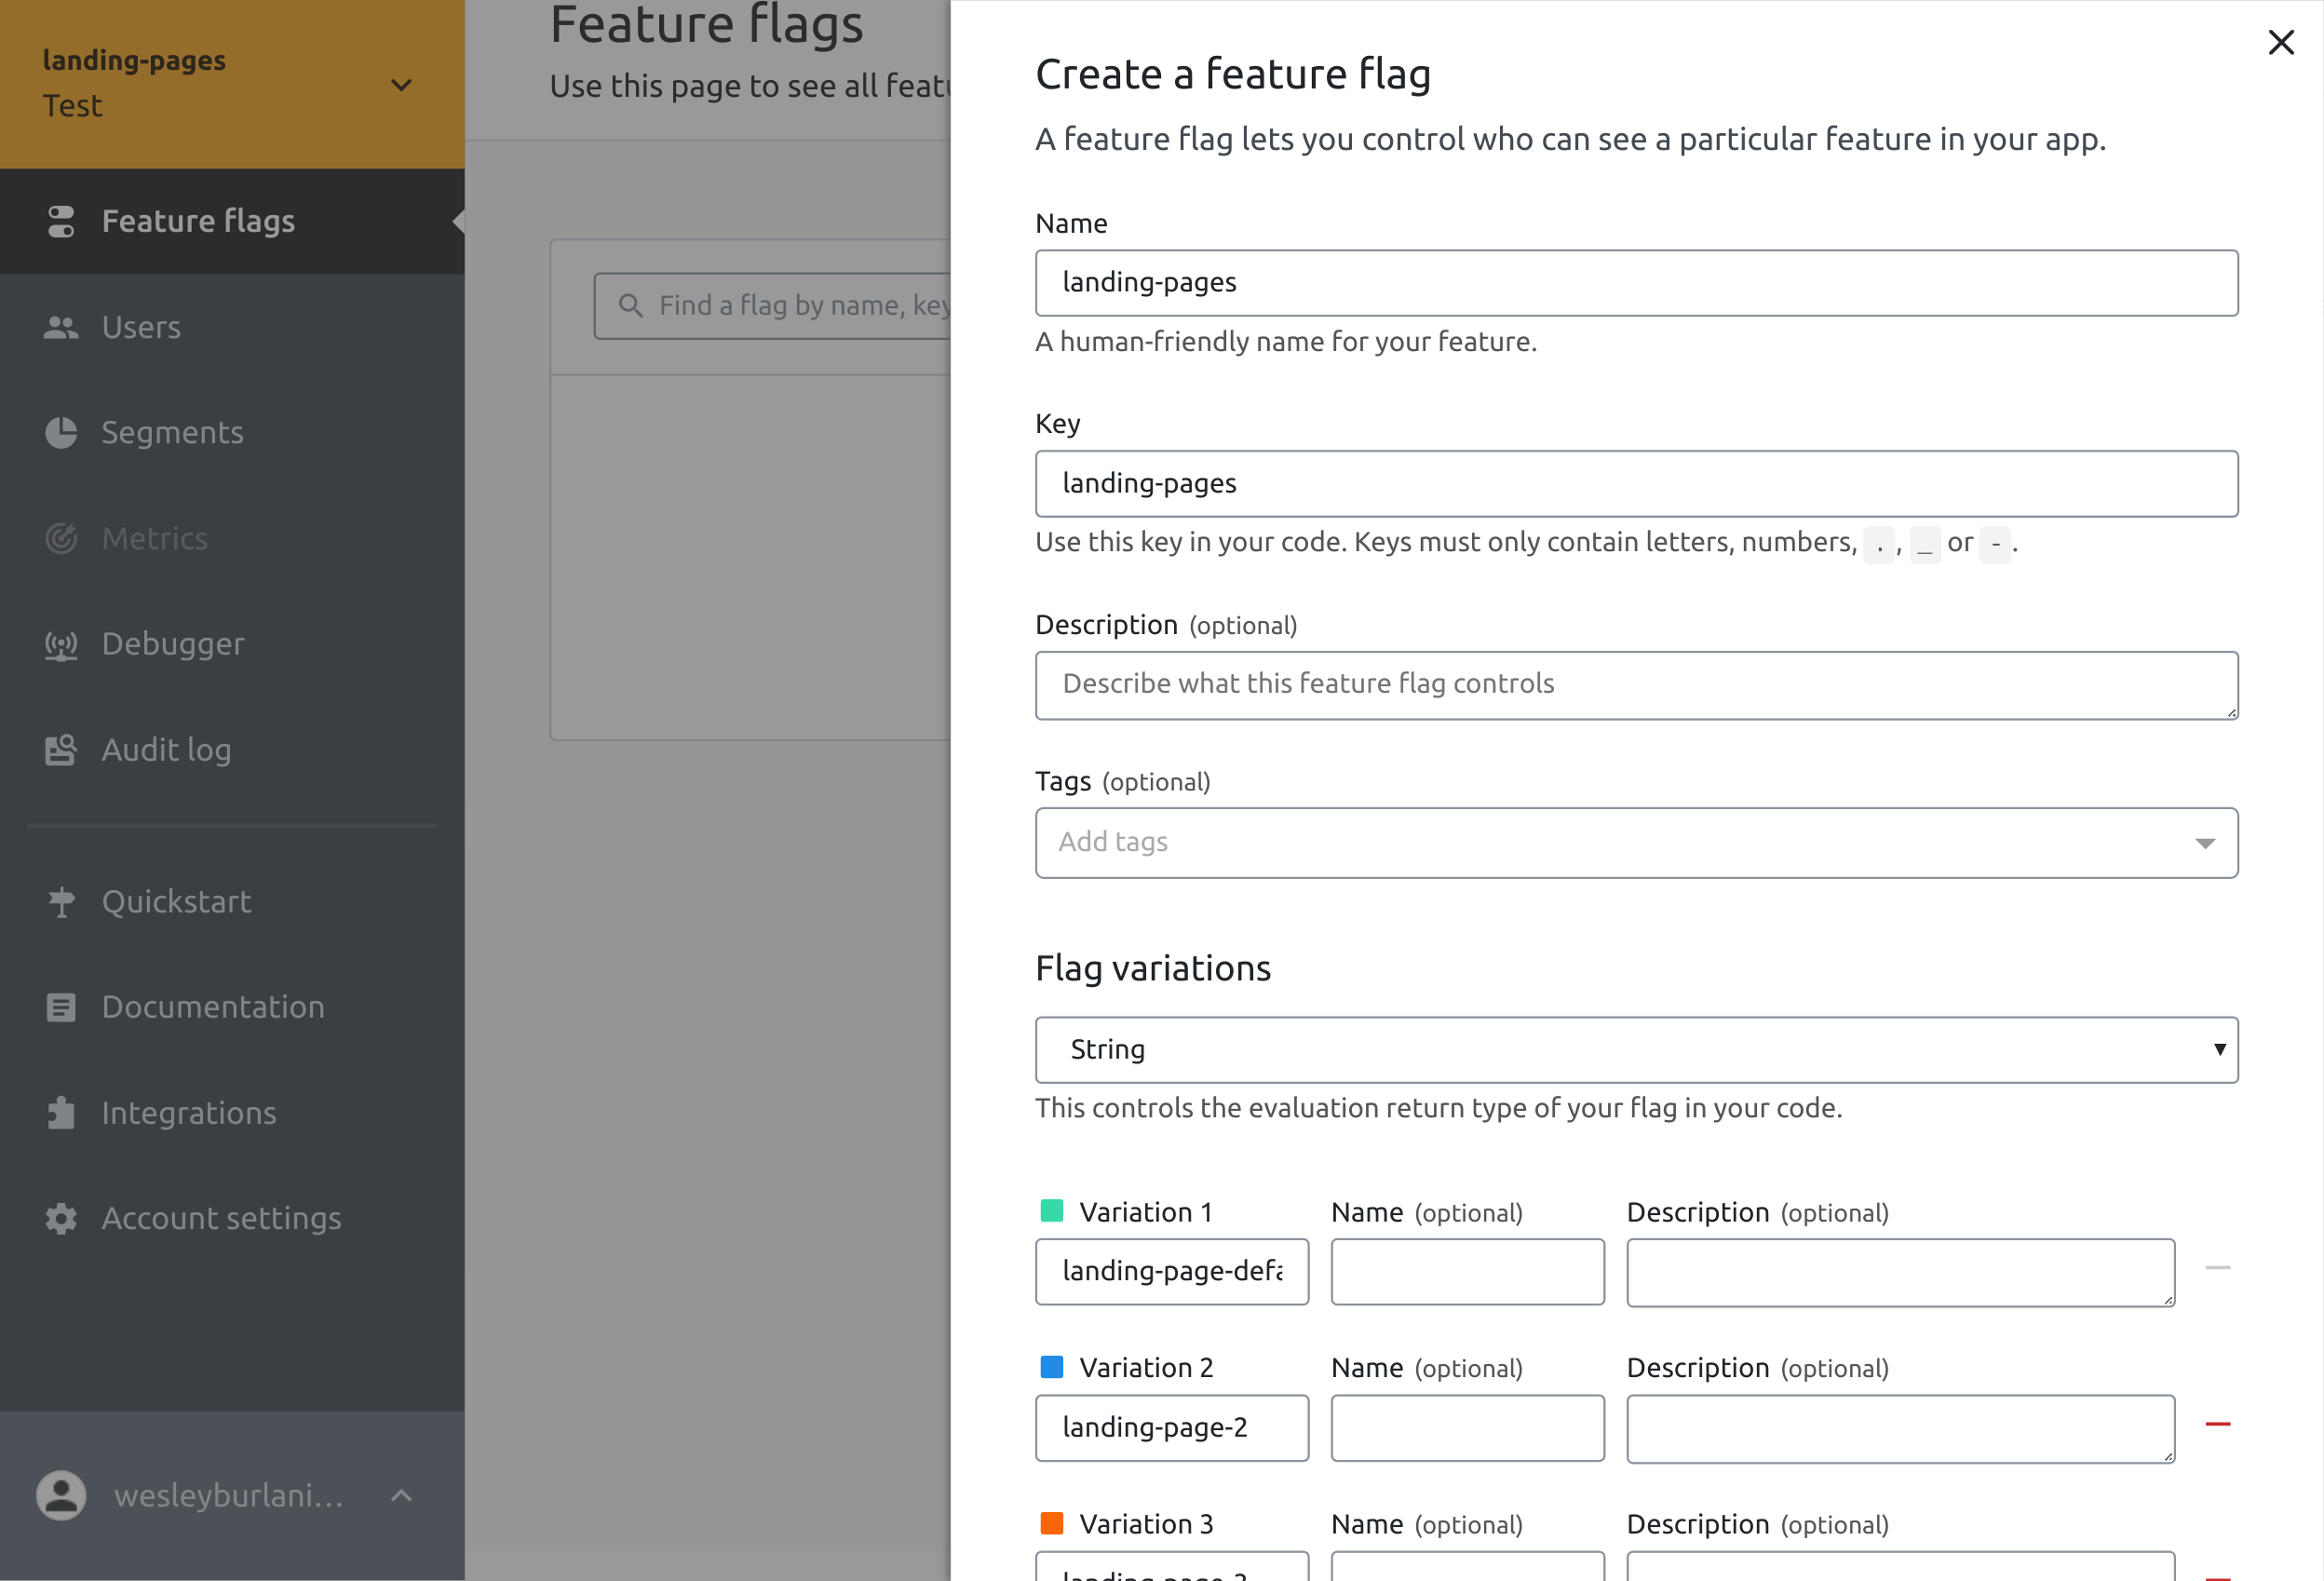 landing-pages
Test
Feature flags
Users
Segments
Metrics
Debugger
Audit log
Quickstart
Documentation
Integrations
Account settings
wesleyburlani...
Feature flags
Use this page to see all
Find a flag by name,
Create a feature flag
A feature flag lets you control who can see a particular feature in your app.
Name
landing-pages
A human-friendly name for your feature.
Key
landing-pages
Use this key in your code. Keys must only contain letters, numbers, . , _ or - .
Description (optional)
Describe what this feature flag controls
Tags (optional)
Add tags
Flag variations
String
This controls the evaluation return type of your flag in your code.
Variation 1 Name (optional) Description (optional)
landing-page-defa
Variation 2 Name (optional) Description (optional)
landing-page-2
Variation 3 Name (optional) Description (optional)